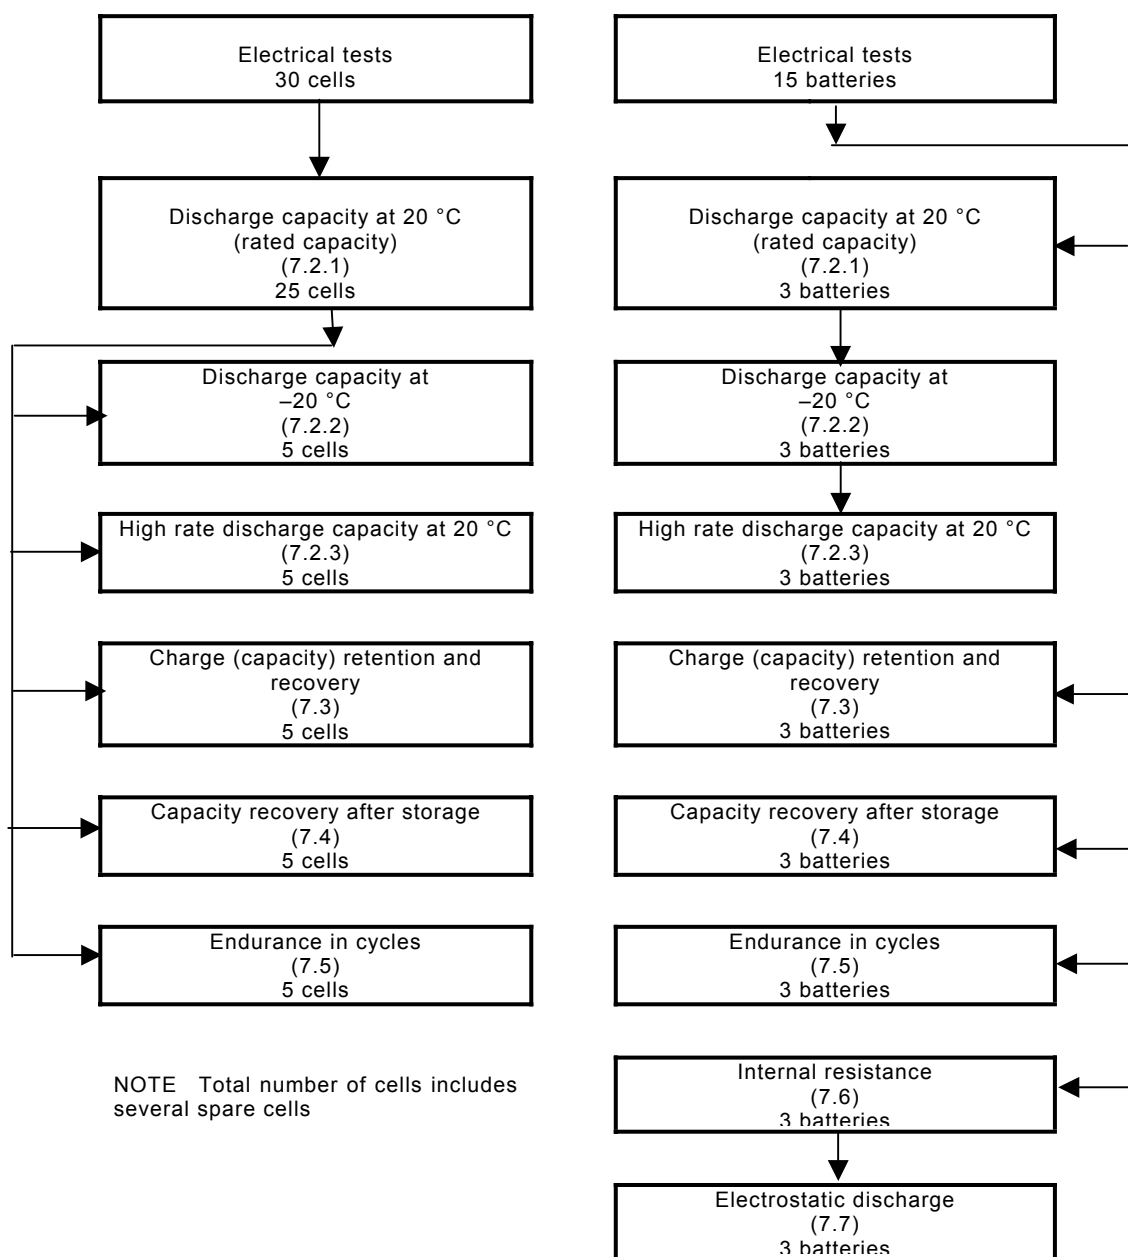 Electrical tests
30 cells
Discharge capacity at 20 °C
(rated capacity)
(7.2.1)
25 cells
Discharge capacity at
–20 °C
(7.2.2)
5 cells
High rate discharge capacity at 20 °C
(7.2.3)
5 cells
Charge (capacity) retention and
recovery
(7.3)
5 cells
Capacity recovery after storage
(7.4)
5 cells
Endurance in cycles
(7.5)
5 cells
NOTE Total number of cells includes
several spare cells
Electrical tests
15 batteries
Discharge capacity at 20 °C
(rated capacity)
(7.2.1)
3 batteries
Discharge capacity at
–20 °C
(7.2.2)
3 batteries
High rate discharge capacity at 20 °C
(7.2.3)
3 batteries
Charge (capacity) retention and
recovery
(7.3)
3 batteries
Capacity recovery after storage
(7.4)
3 batteries
Endurance in cycles
(7.5)
3 batteries
Internal resistance
(7.6)
3 batteries
Electrostatic discharge
(7.7)
3 batteries